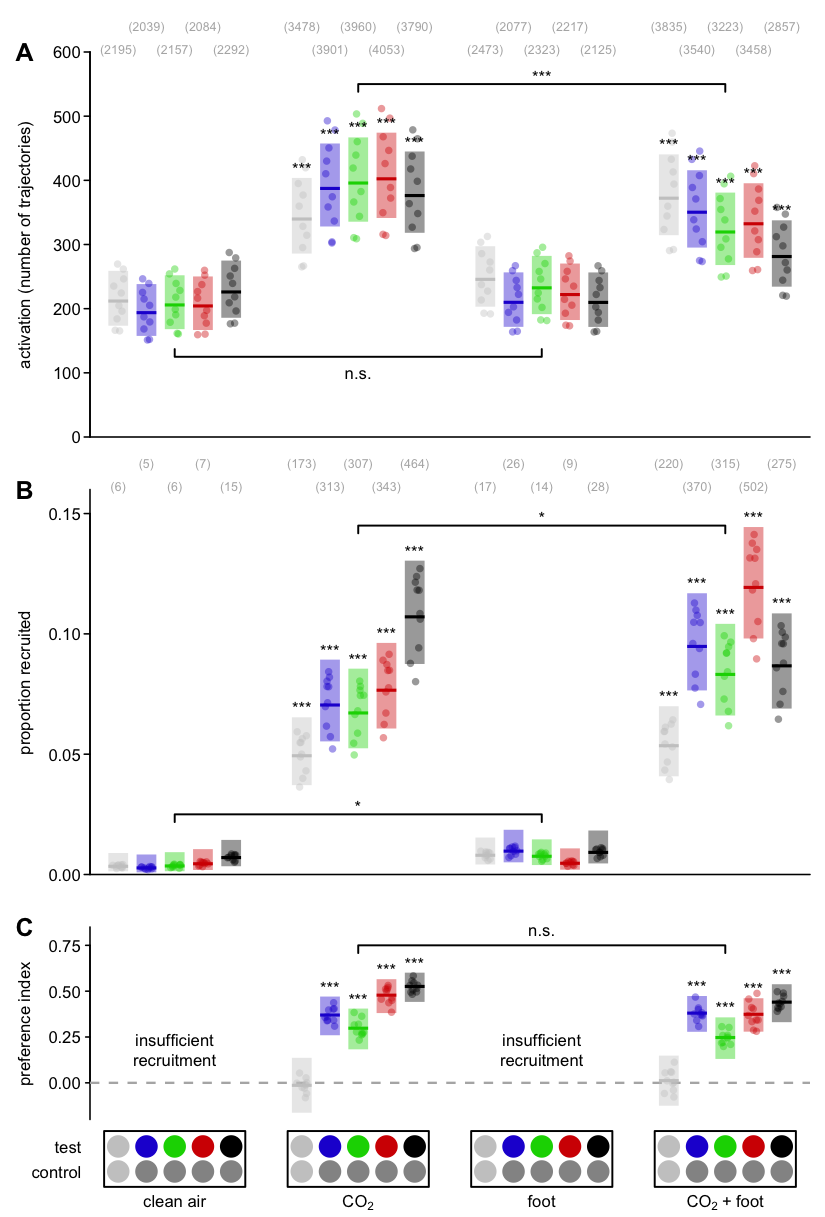 (2039) (2084) (3478) (3960) (3790) (2077) (2217) (3835) (3223) (2857)
A
(2195) (2157) (2292) (3901) (4053) (2473) (2323) (2125) (3540) (3458)
600
***
500
*** *** *** *** ***
*** *** *** *** ***
400
300
200
100
0
n.s.
activation (number of trajectories)
(5) (7) (173) (307) (464) (26) (9) (220) (315) (275)
B
(6) (6) (15) (313) (343) (17) (14) (28) (370) (502)
0.15
*
*** *** *** *** ***
*** *** *** *** ***
0.10
0.05
*
0.00
proportion recruited
C
n.s.
0.75
*** *** *** ***
*** *** *** ***
0.50
0.25
0.00
preference index
insufficient
recruitment
insufficient
recruitment
test
control
clean air CO₂ foot CO₂ + foot